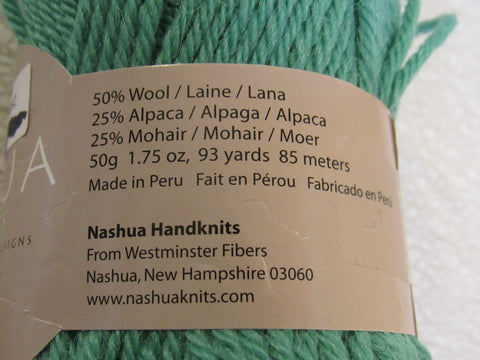 50% Wool / Laine / Lana
25% Alpaca / Alpaga / Alpaca
25% Mohair / Mohair / Moer
50g 1.75 oz, 93 yards 85 meters
Made in Peru Fait en Pérou Fabricado en Perú
UA
SIGNS
Nashua Handknits
From Westminster Fibers
Nashua, New Hampshire 03060
www.nashuaknits.com